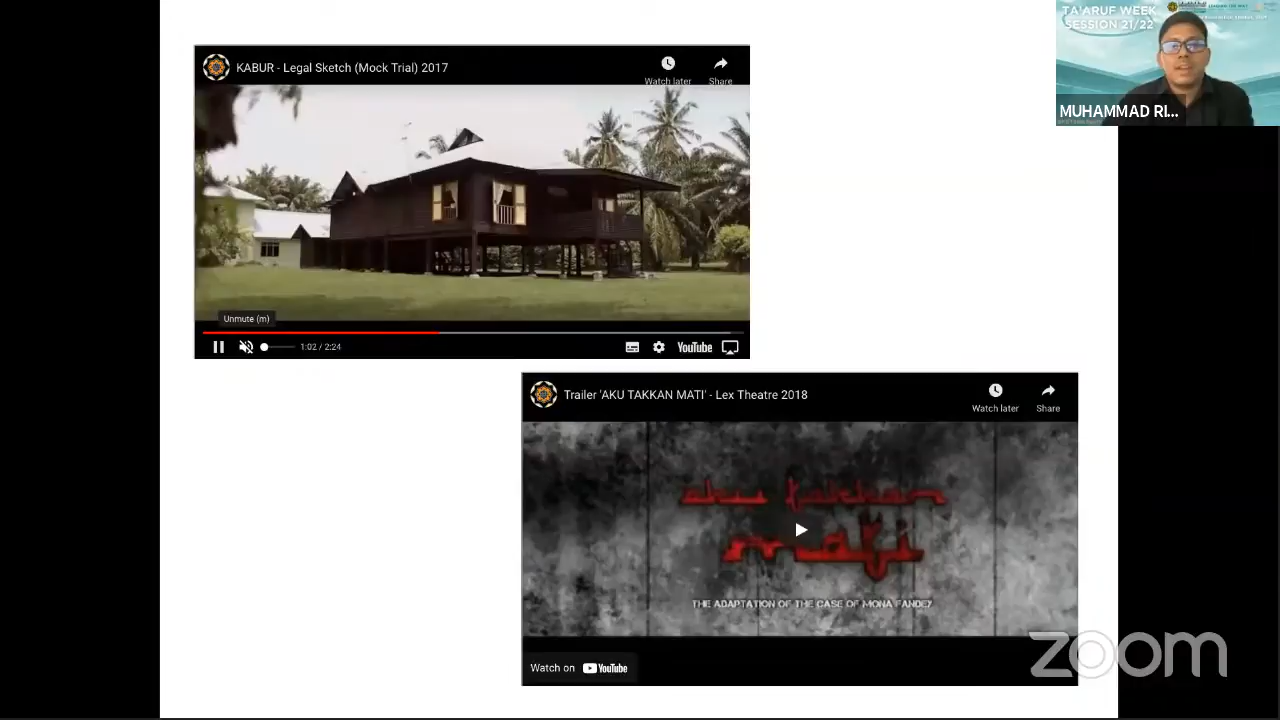 KABUR - Legal Sketch (Mock Trial) 2017
Watch later
Share
Unmute (m)
1:02 / 2:24
YouTube
Trailer 'AKU TAKKAN MATI' - Lex Theatre 2018
Watch later
Share
aku takkan
mati
THE ADAPTATION OF THE CASE OF MONA FANDEY
Watch on YouTube
TA'ARUF WEEK
SESSION 21/22
MUHAMMAD RI...
zoom